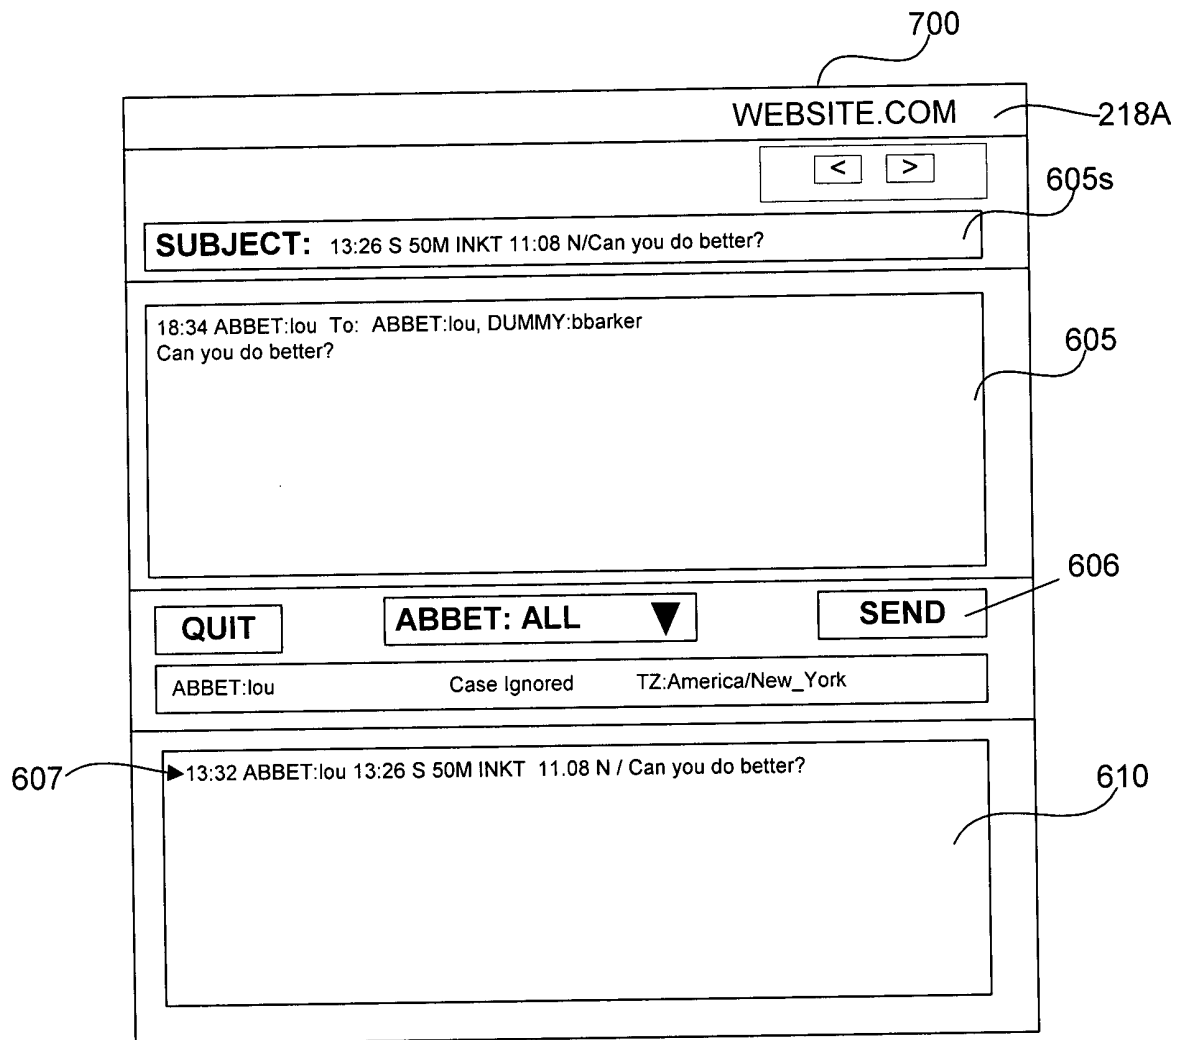 700
WEBSITE.COM
218A
< >
605s
SUBJECT: 13:26 S 50M INKT 11:08 N/Can you do better?
18:34 ABBET:lou To: ABBET:lou, DUMMY:bbarker
Can you do better?
605
606
QUIT ABBET: ALL ▼ SEND
ABBET:lou Case Ignored TZ:America/New_York
607
13:32 ABBET:lou 13:26 S 50M INKT 11.08 N / Can you do better?
610